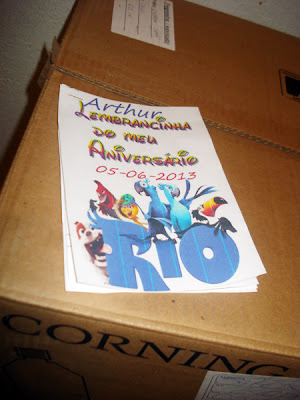 Arthur
Lembrancinha
do meu
Aniversário
05-06-2013
RIO
CORNING